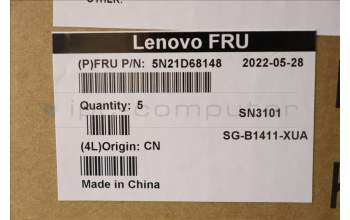 OTHER:
Lenovo FRU
(P)FRU P/N: 5N21D68148 2022-05-28
Quantity: 5
SN3101
SG-B1411-XUA
(4L)Origin: CN
Made in China